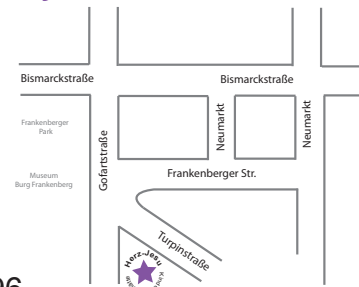 Bismarckstraße
Bismarckstraße
Frankenberger
Park
Gofartstraße
Neumarkt
Neumarkt
Museum
Burg Frankenberg
Frankenberger Str.
Turpinstraße
Herz-Jesu